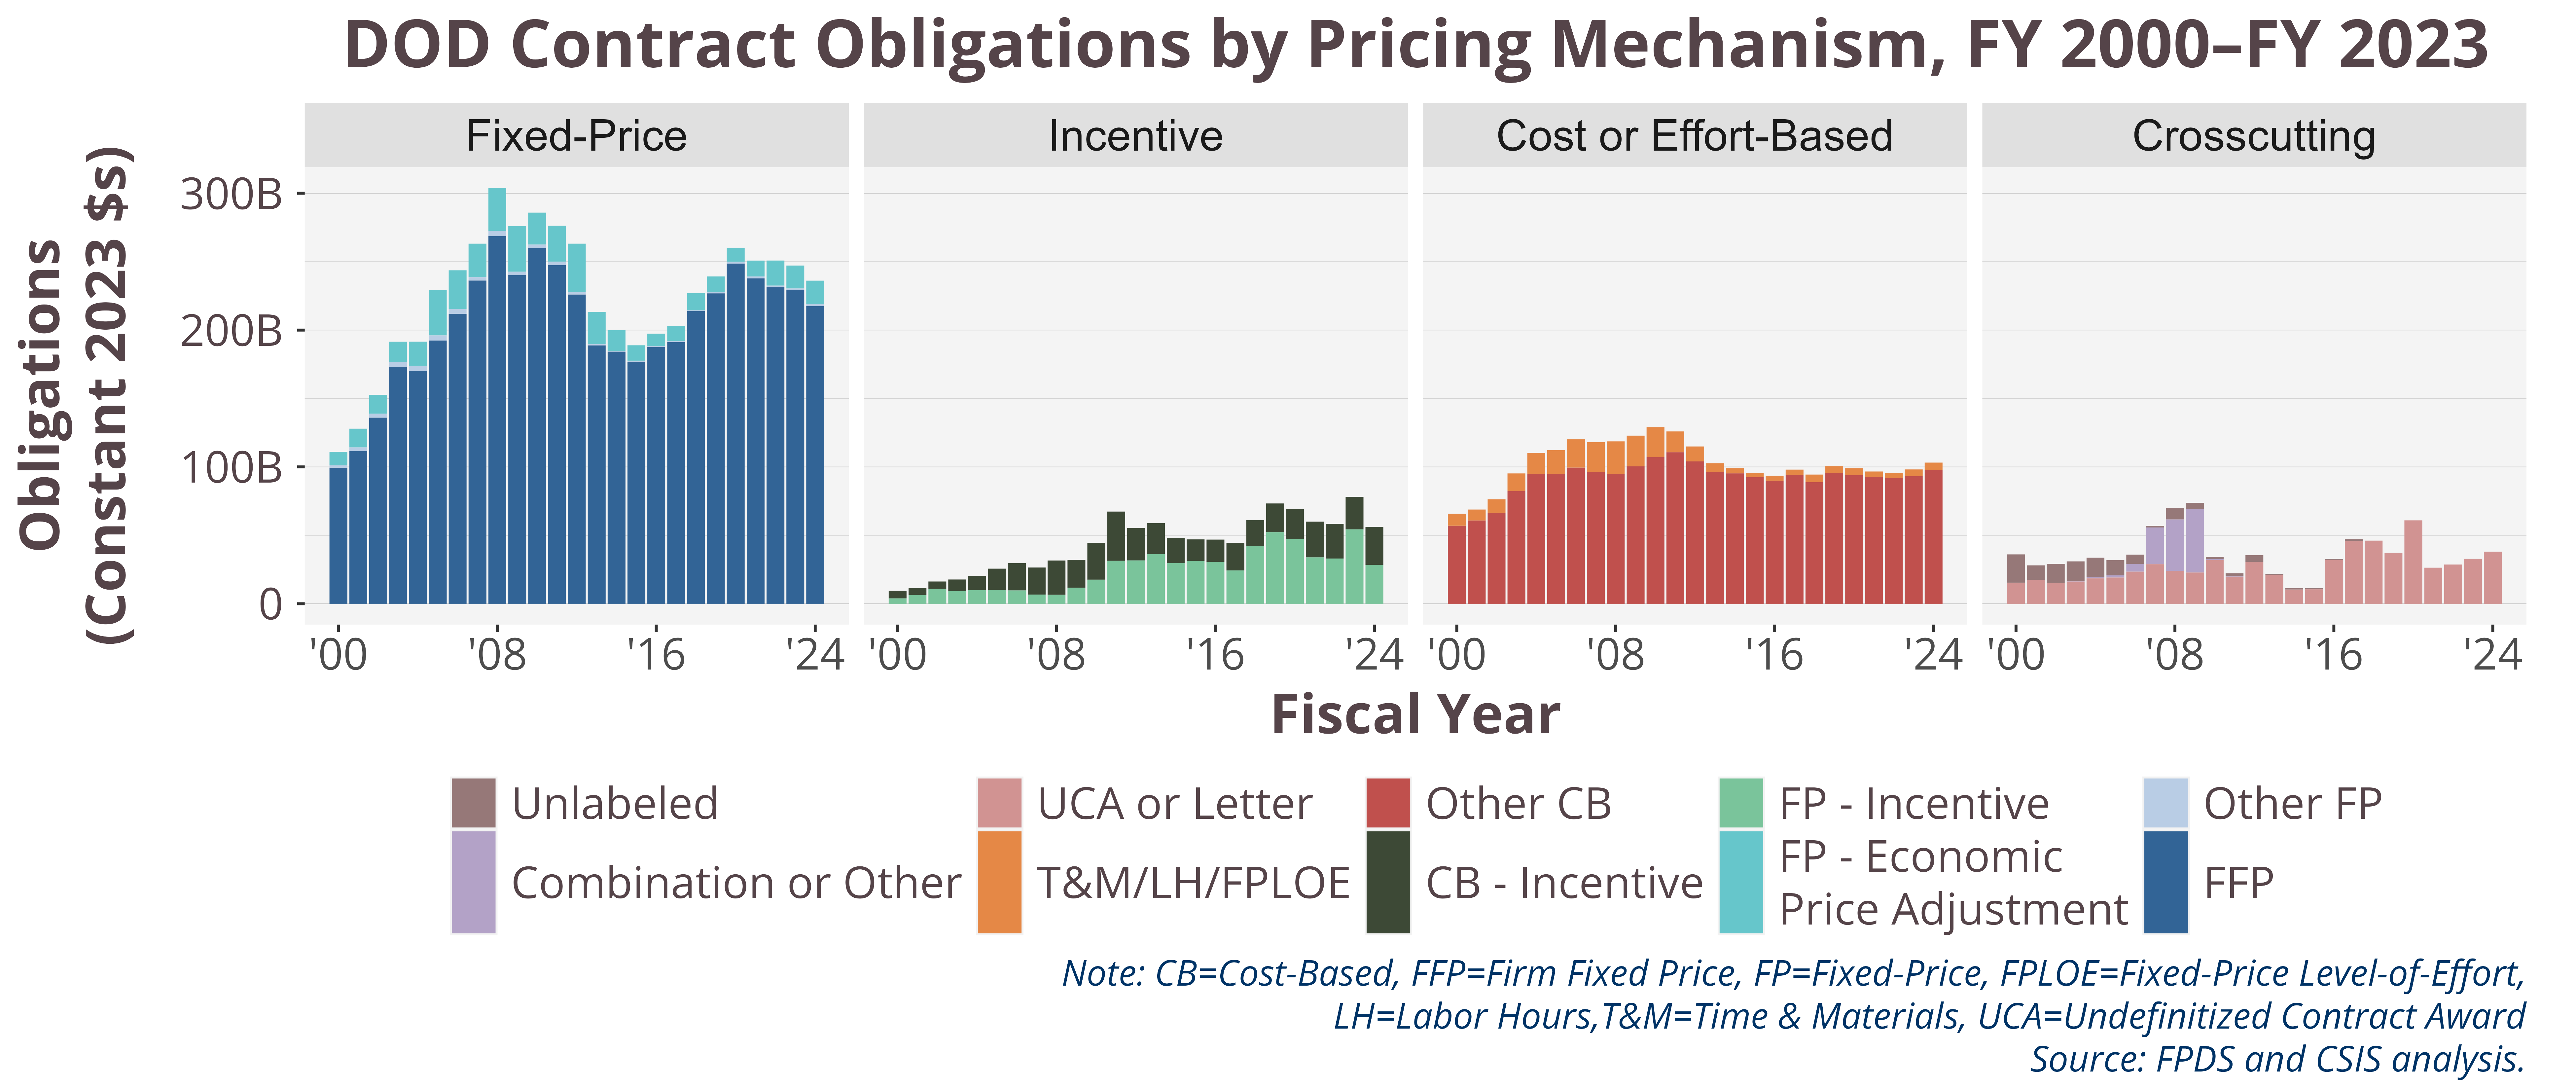 DOD Contract Obligations by Pricing Mechanism, FY 2000–FY 2023
Fixed-Price
Incentive
Cost or Effort-Based
Crosscutting
Obligations
(Constant 2023 $s)
300B
200B
100B
0
'00 '08 '16 '24
'00 '08 '16 '24
'00 '08 '16 '24
'00 '08 '16 '24
Fiscal Year
Unlabeled
Combination or Other
UCA or Letter
T&M/LH/FPLOE
Other CB
CB - Incentive
FP - Incentive
FP - Economic
Price Adjustment
Other FP
FFP
Note: CB=Cost-Based, FFP=Firm Fixed Price, FP=Fixed-Price, FPLOE=Fixed-Price Level-of-Effort,
LH=Labor Hours,T&M=Time & Materials, UCA=Undefinitized Contract Award
Source: FPDS and CSIS analysis.